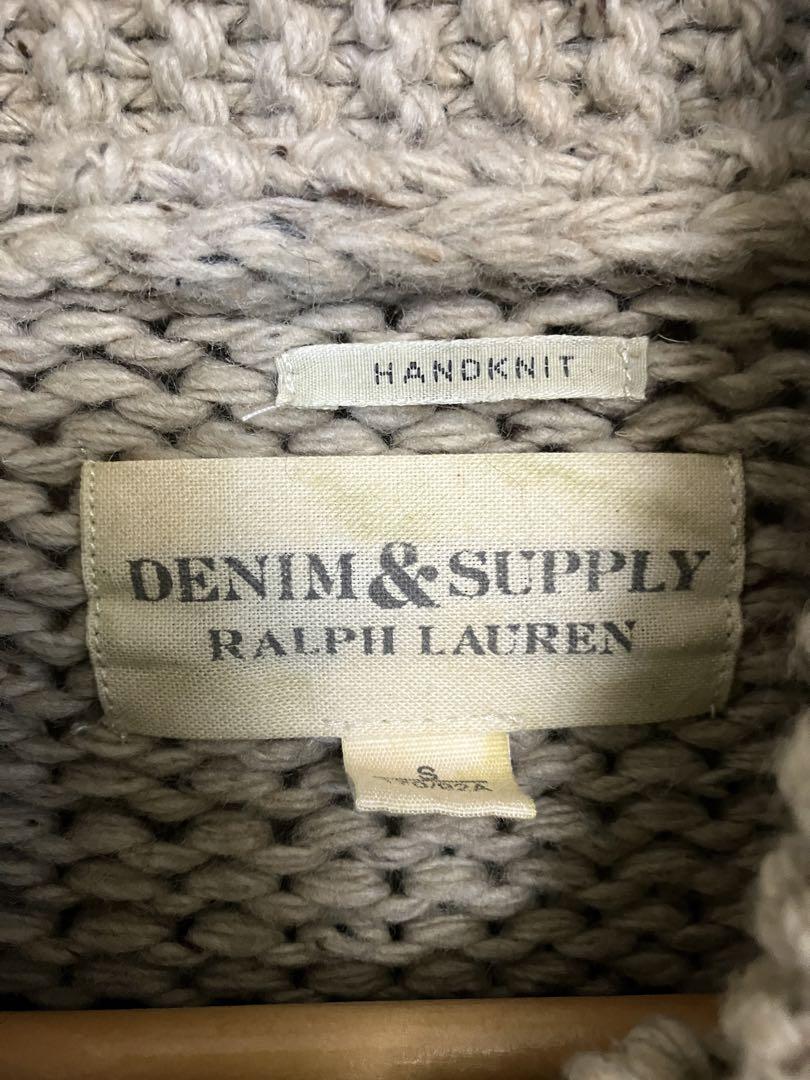 HANDKNIT
DENIM & SUPPLY
RALPH LAUREN
S